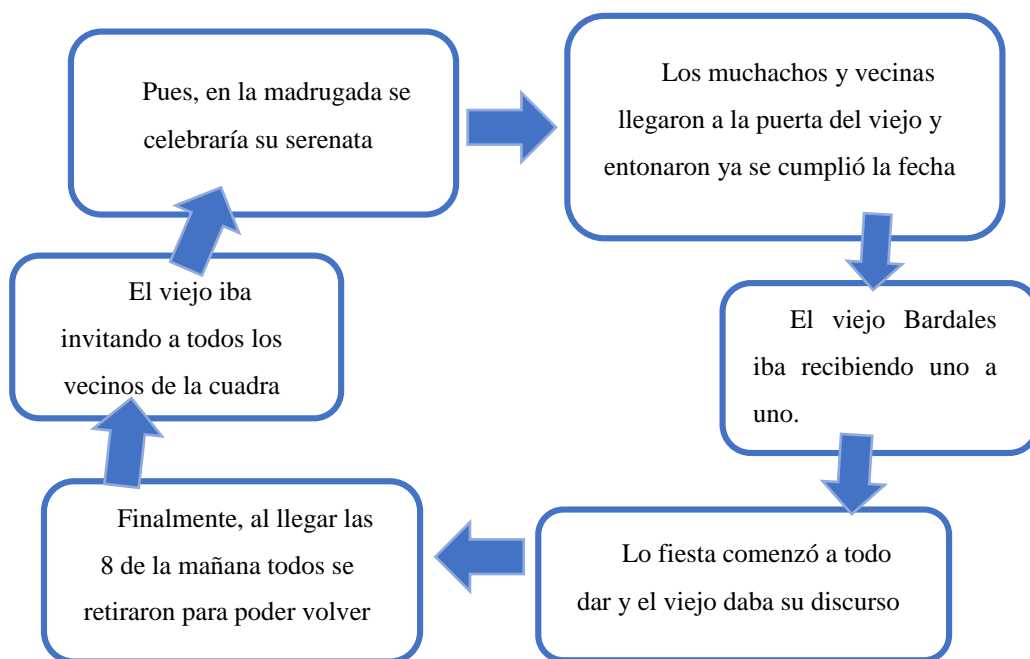 Pues, en la madrugada se
celebraría su serenata
Los muchachos y vecinas
llegaron a la puerta del viejo y
entonaron ya se cumplió la fecha
El viejo Bardales
iba recibiendo uno a
uno.
Lo fiesta comenzó a todo
dar y el viejo daba su discurso
Finalmente, al llegar las
8 de la mañana todos se
retiraron para poder volver
El viejo iba
invitando a todos los
vecinos de la cuadra